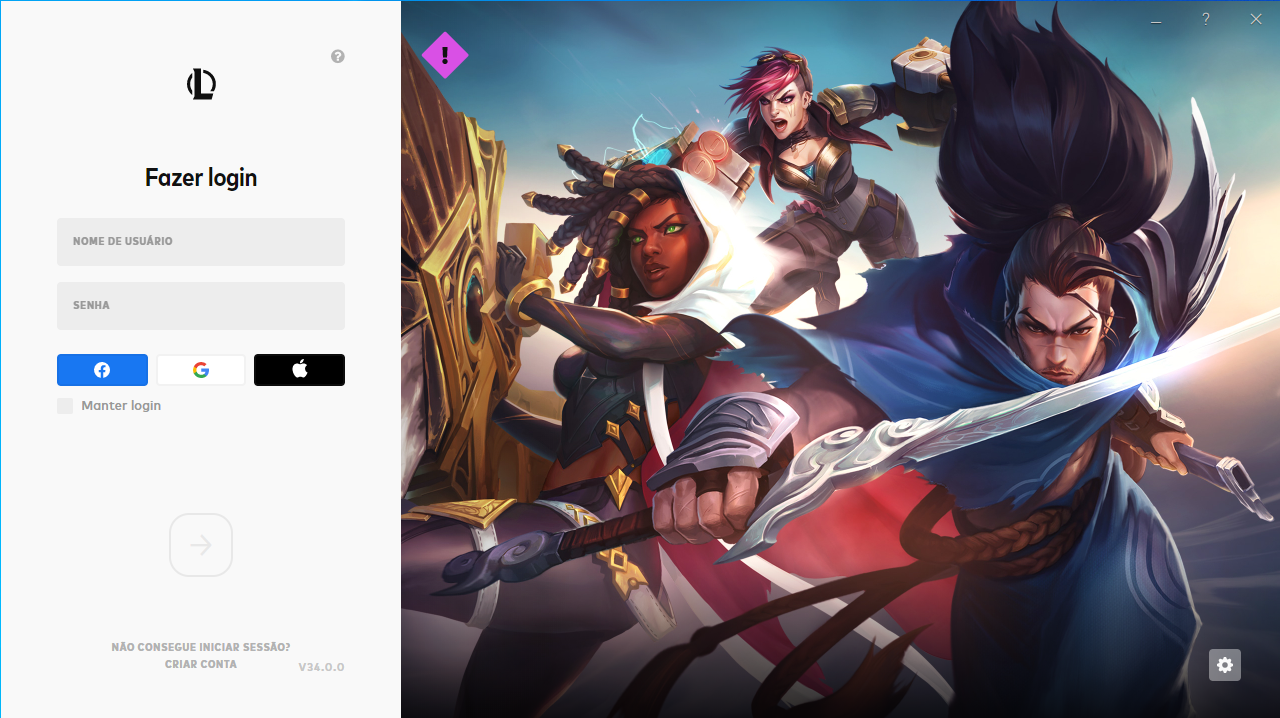 Fazer login
NOME DE USUÁRIO
SENHA
Manter login
NÃO CONSEGUE INICIAR SESSÃO?
CRIAR CONTA
V34.0.0